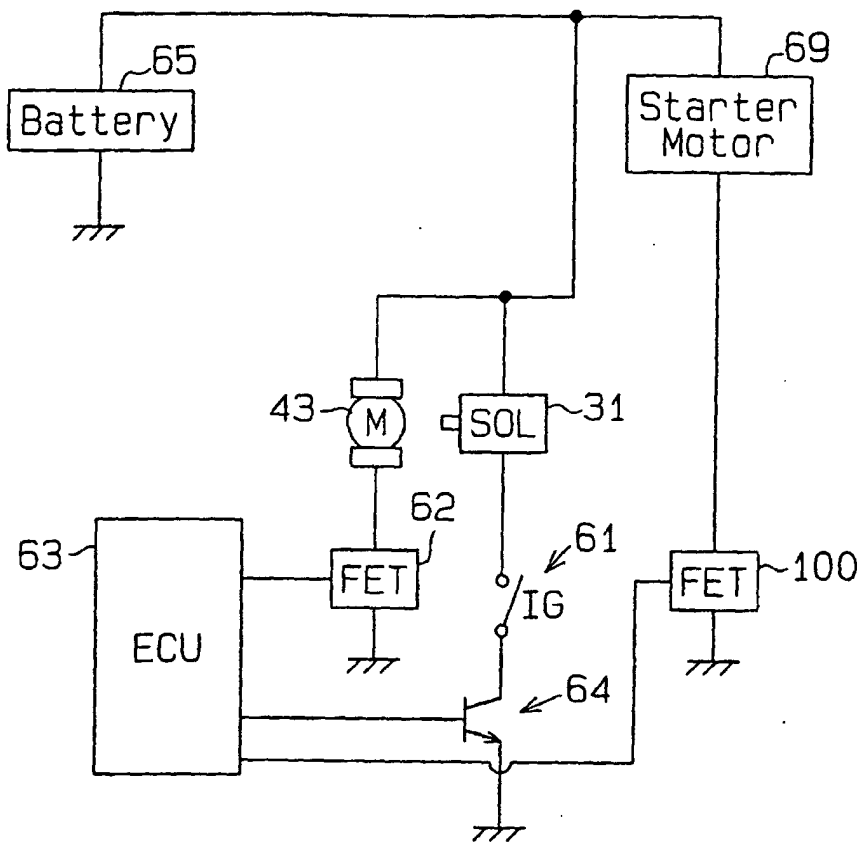 65
Battery
69
Starter
Motor
43
M
SOL
31
63
ECU
62
FET
61
IG
64
FET
100